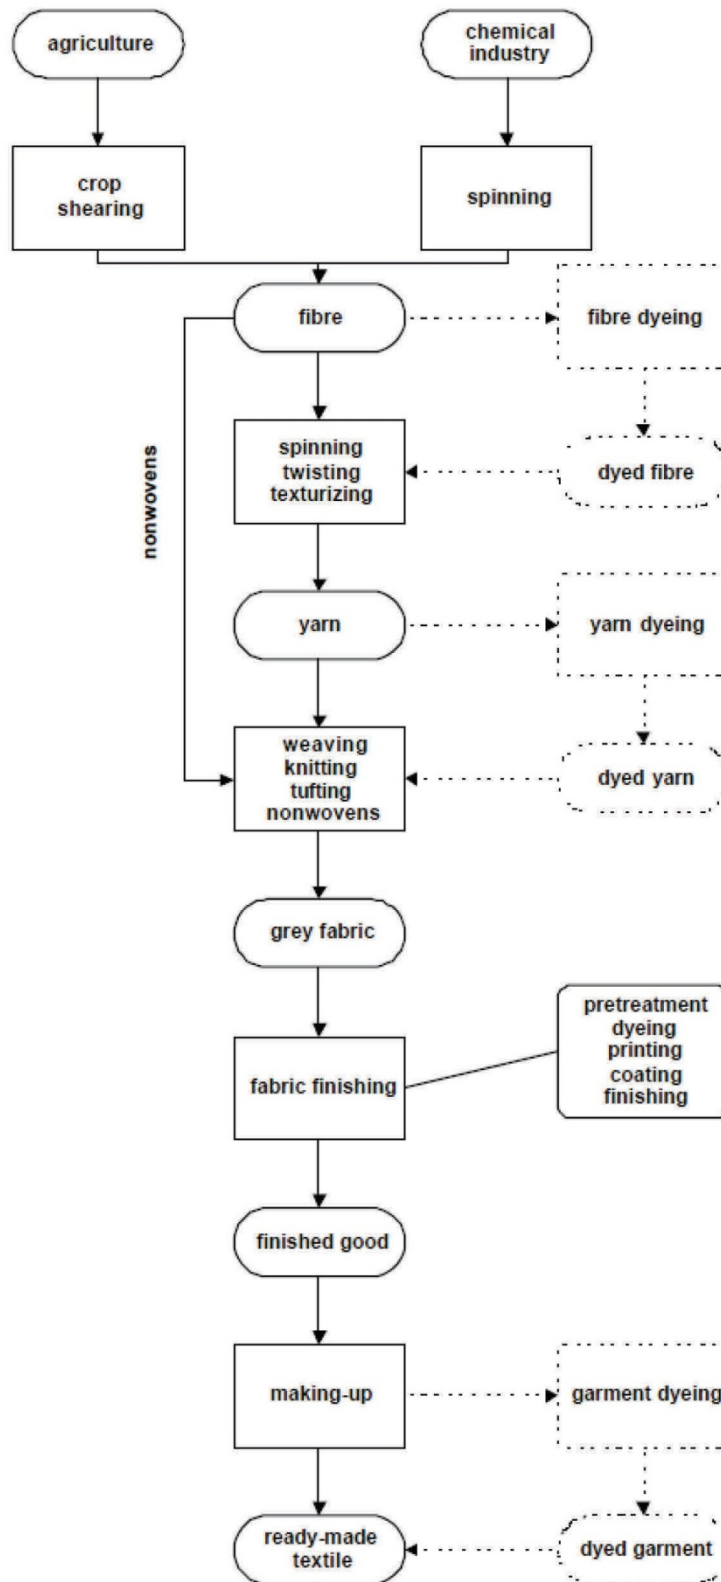 agriculture
chemical
industry
crop
shearing
spinning
fibre
fibre dyeing
nonwovens
spinning
twisting
texturizing
dyed fibre
yarn
yarn dyeing
weaving
knitting
tufting
nonwovens
dyed yarn
grey fabric
pretreatment
dyeing
printing
coating
finishing
fabric finishing
finished good
making-up
garment dyeing
ready-made
textile
dyed garment